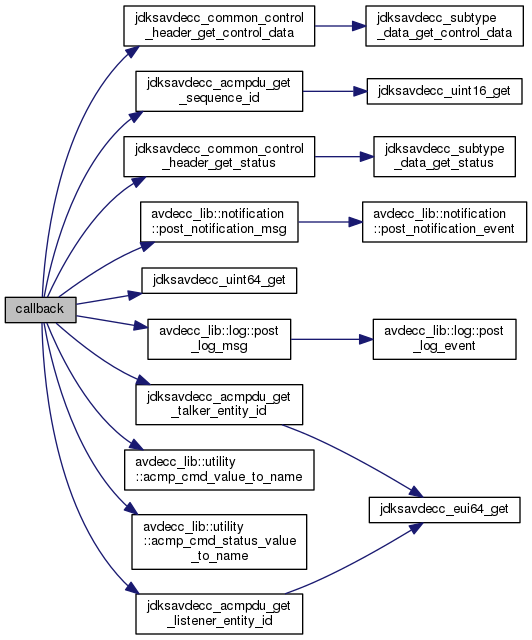 jdksavdecc_common_control
_header_get_control_data
jdksavdecc_subtype
_data_get_control_data
jdksavdecc_acmpdu_get
_sequence_id
jdksavdecc_uint16_get
jdksavdecc_common_control
_header_get_status
jdksavdecc_subtype
_data_get_status
avdecc_lib::notification
::post_notification_msg
avdecc_lib::notification
::post_notification_event
jdksavdecc_uint64_get
callback
avdecc_lib::log::post
_log_msg
avdecc_lib::log::post
_log_event
jdksavdecc_acmpdu_get
_talker_entity_id
avdecc_lib::utility
::acmp_cmd_value_to_name
jdksavdecc_eui64_get
avdecc_lib::utility
::acmp_cmd_status_value
_to_name
jdksavdecc_acmpdu_get
_listener_entity_id